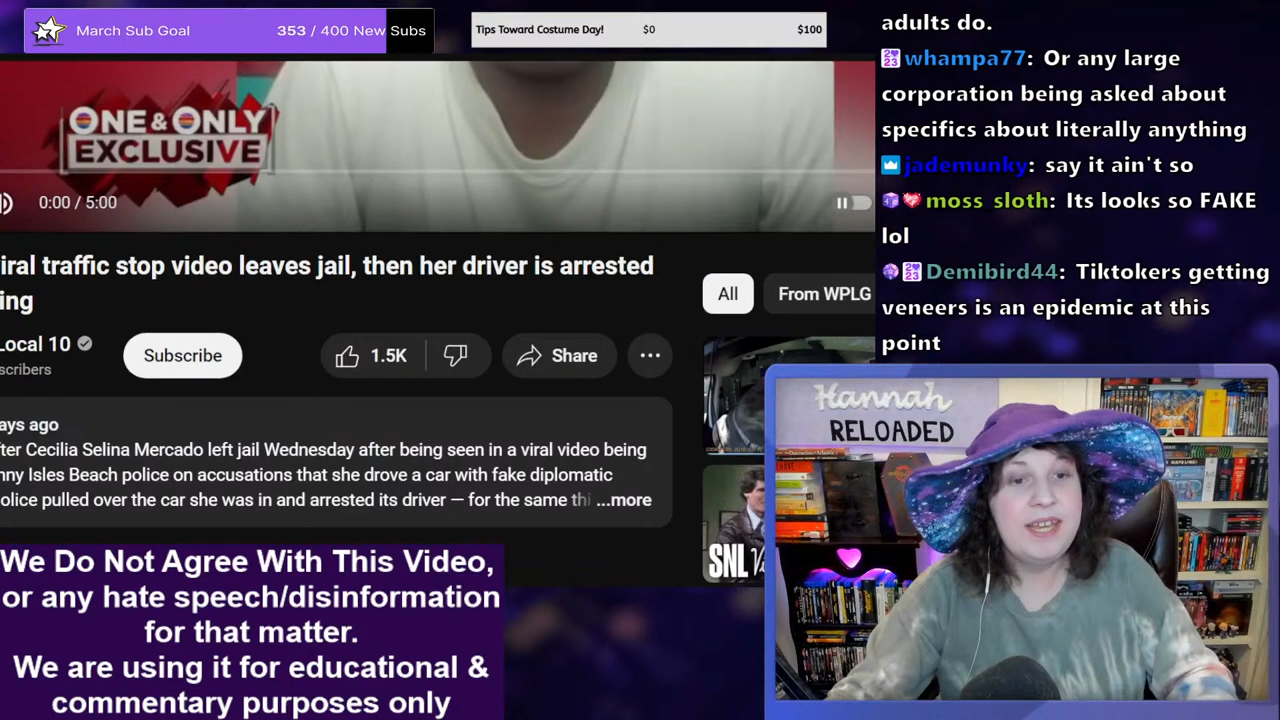 March Sub Goal
353 / 400 New Subs
Tips Toward Costume Day!
$0
$100
ONE & ONLY
EXCLUSIVE
0:00 / 5:00
iral traffic stop video leaves jail, then her driver is arrested
ing
Local 10
scribers
Subscribe
1.5K
Share
All
From WPLG
ays ago
ter Cecilia Selina Mercado left jail Wednesday after being seen in a viral video being
nny Isles Beach police on accusations that she drove a car with fake diplomatic
olice pulled over the car she was in and arrested its driver — for the same thi ...more
SNL
We Do Not Agree With This Video,
or any hate speech/disinformation
for that matter.
We are using it for educational &
commentary purposes only
adults do.
whampa77: Or any large
corporation being asked about
specifics about literally anything
jademunky: say it ain't so
moss_sloth: Its looks so FAKE
lol
Demibird44: Tiktokers getting
veneers is an epidemic at this
point
Hannah
RELOADED